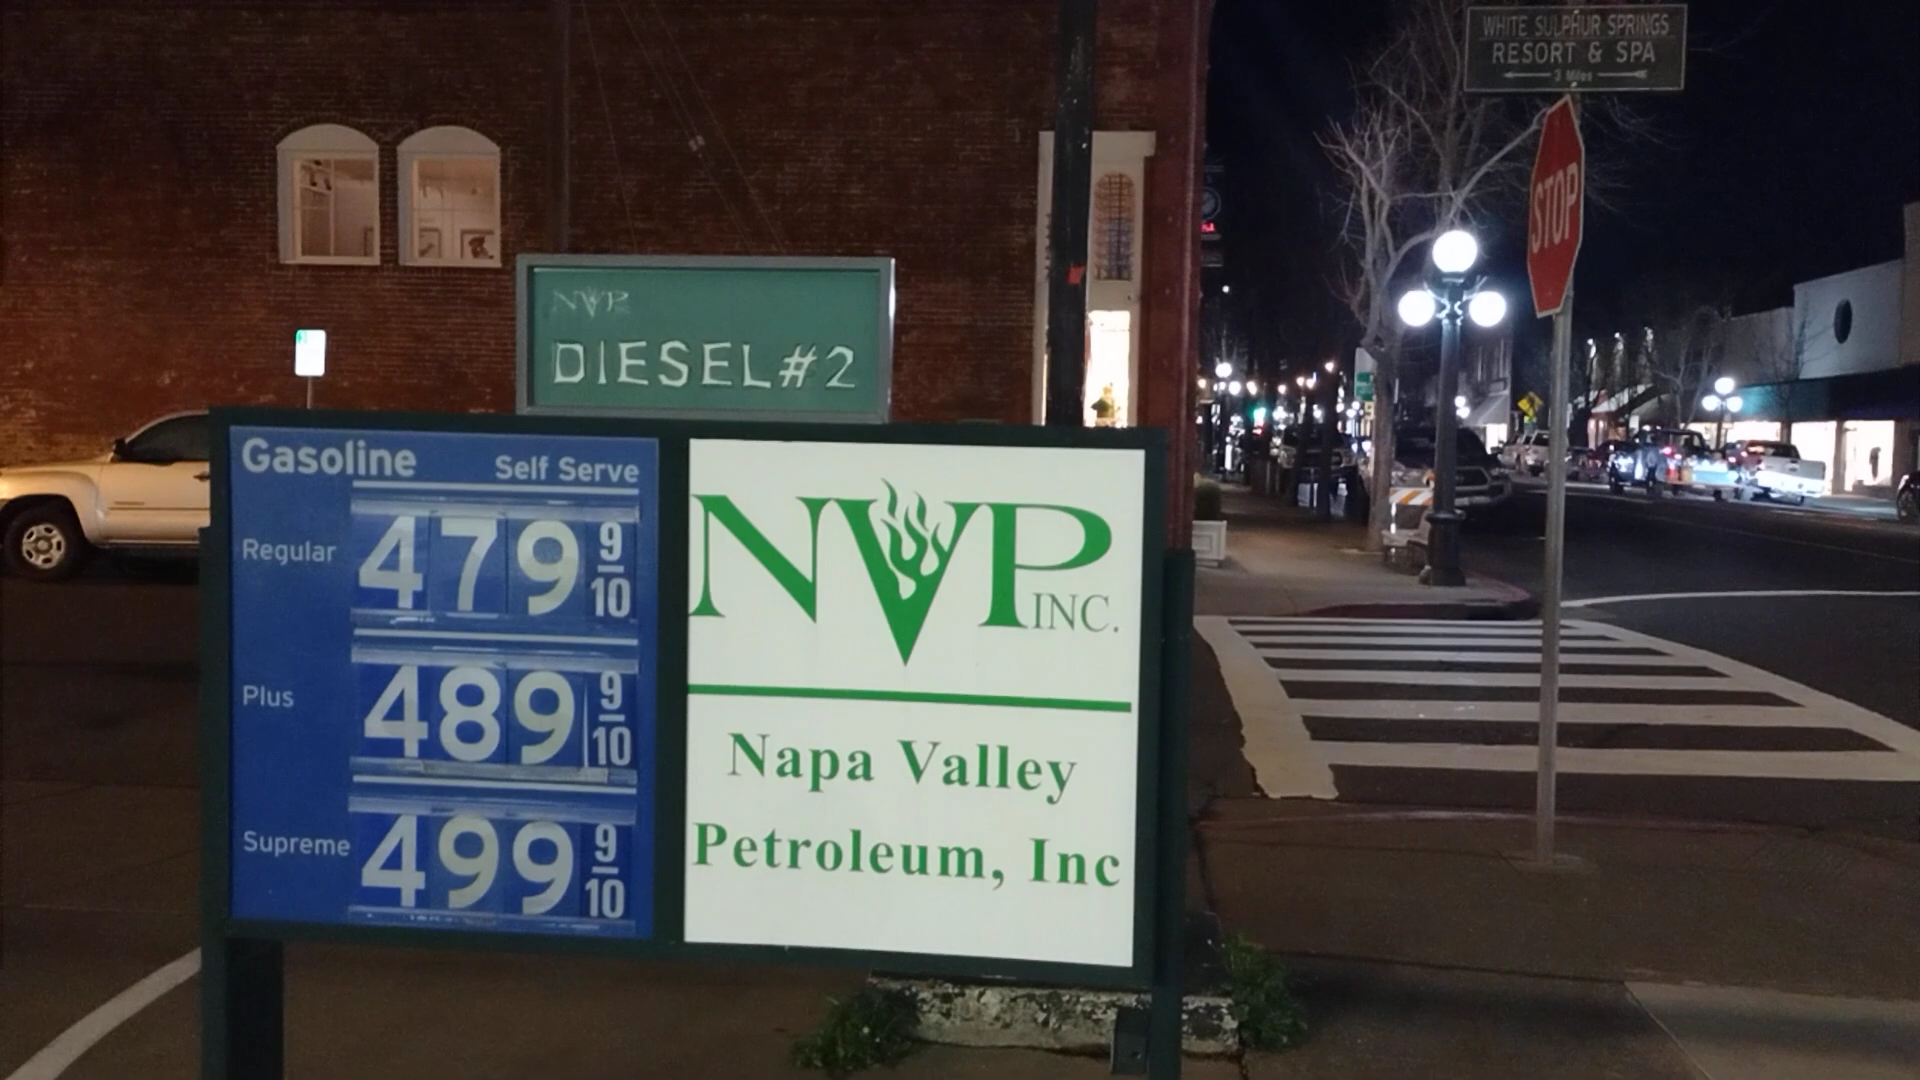 WHITE SULPHUR SPRINGS
RESORT & SPA
3 Miles
STOP
NVP
DIESEL #2
Gasoline Self Serve
Regular 479 9/10
Plus 489 9/10
Supreme 499 9/10
NVP INC.
Napa Valley
Petroleum, Inc